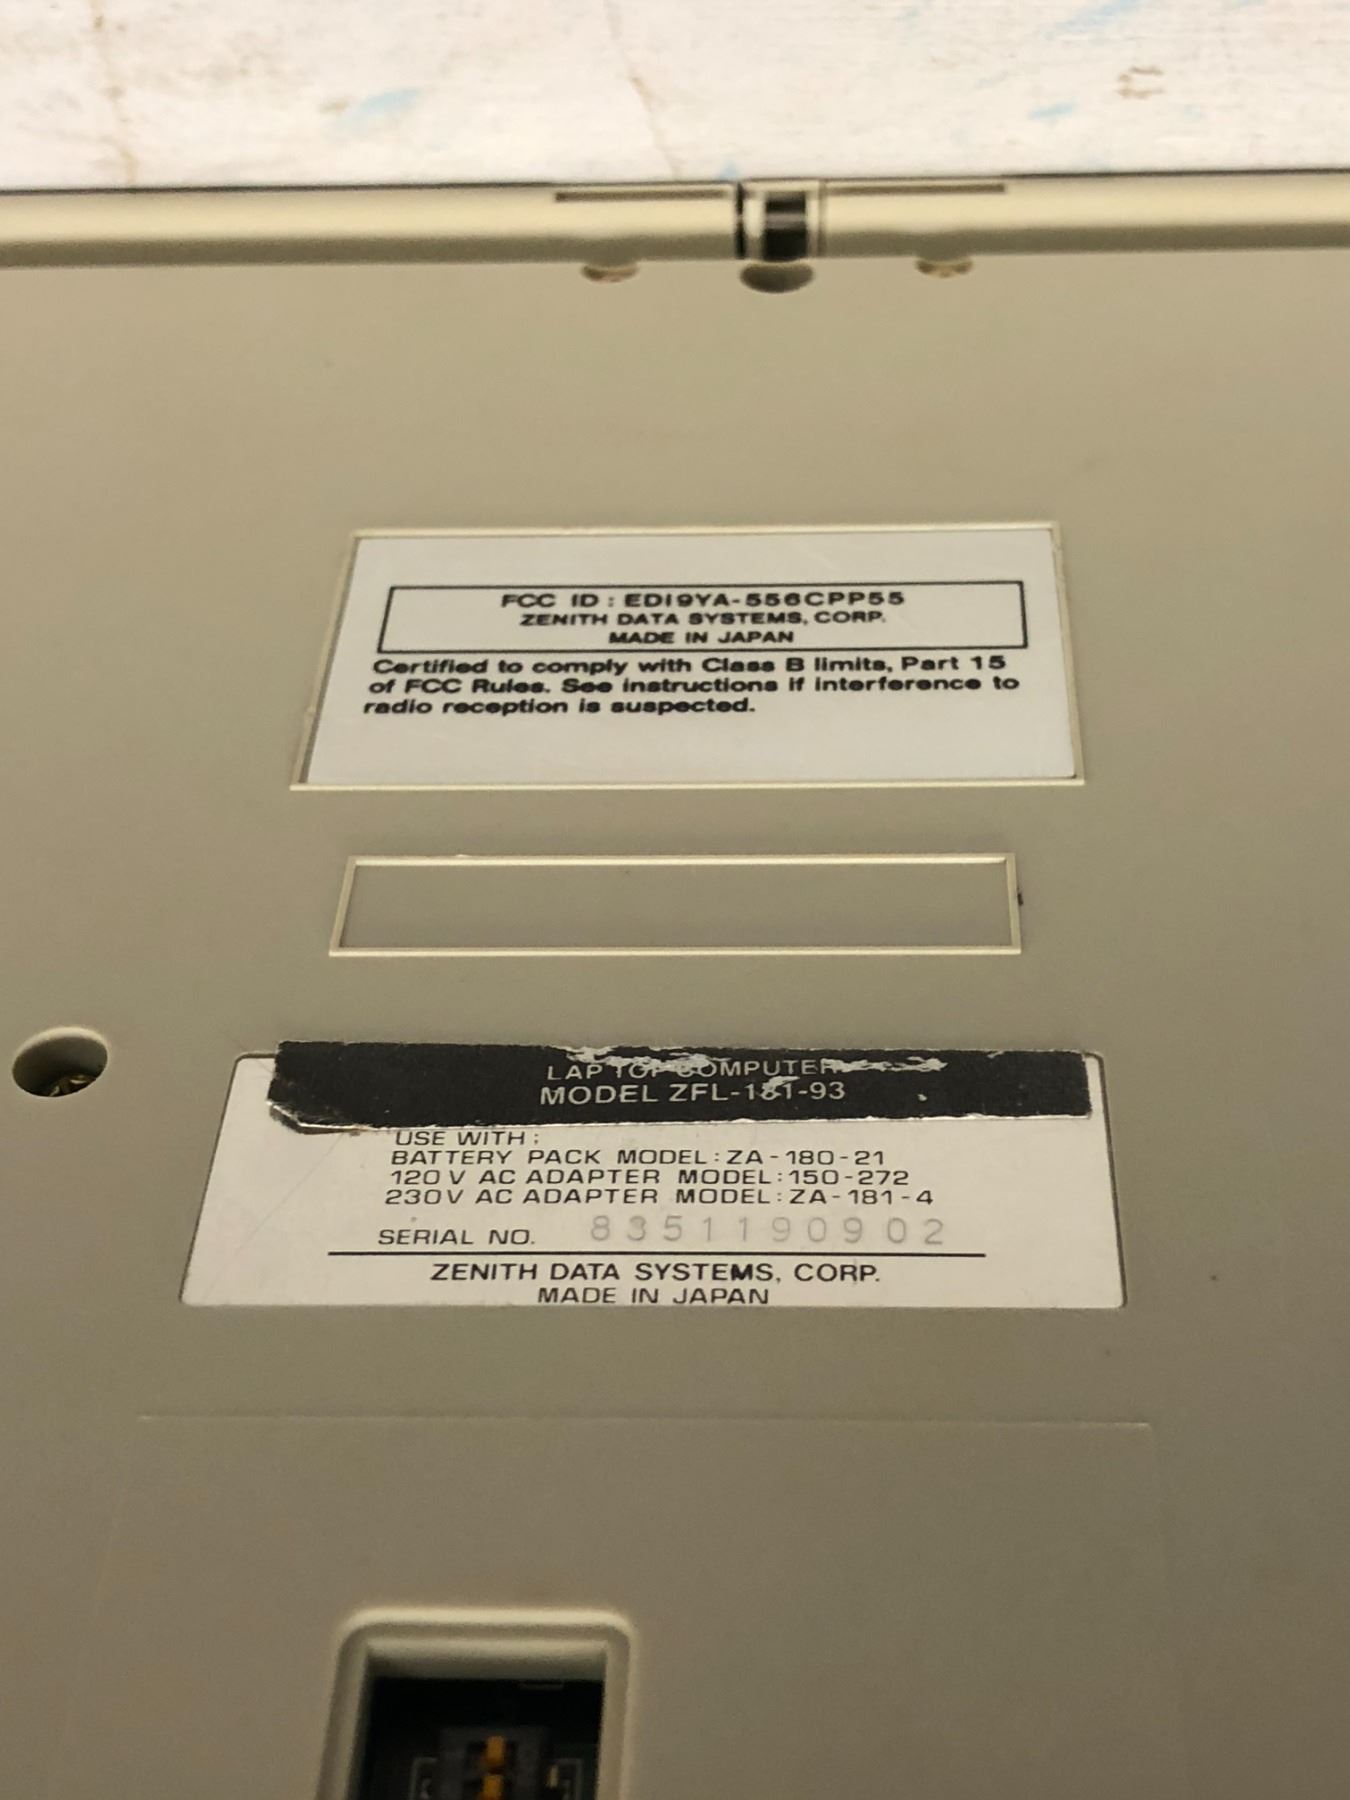 FCC ID : EDI9YA-556CPP55
ZENITH DATA SYSTEMS, CORP.
MADE IN JAPAN
Certified to comply with Class B limits, Part 15
of FCC Rules. See instructions if interference to
radio reception is suspected.
LAP TOP COMPUTER
MODEL ZFL-181-93
USE WITH :
BATTERY PACK MODEL : ZA-180-21
120V AC ADAPTER MODEL : 150-272
230V AC ADAPTER MODEL : ZA-181-4
SERIAL NO. 8351190902
ZENITH DATA SYSTEMS, CORP.
MADE IN JAPAN